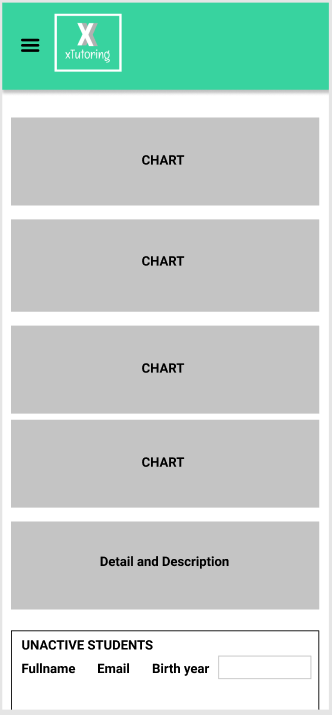 X
xTutoring
CHART
CHART
CHART
CHART
Detail and Description
UNACTIVE STUDENTS
Fullname Email Birth year